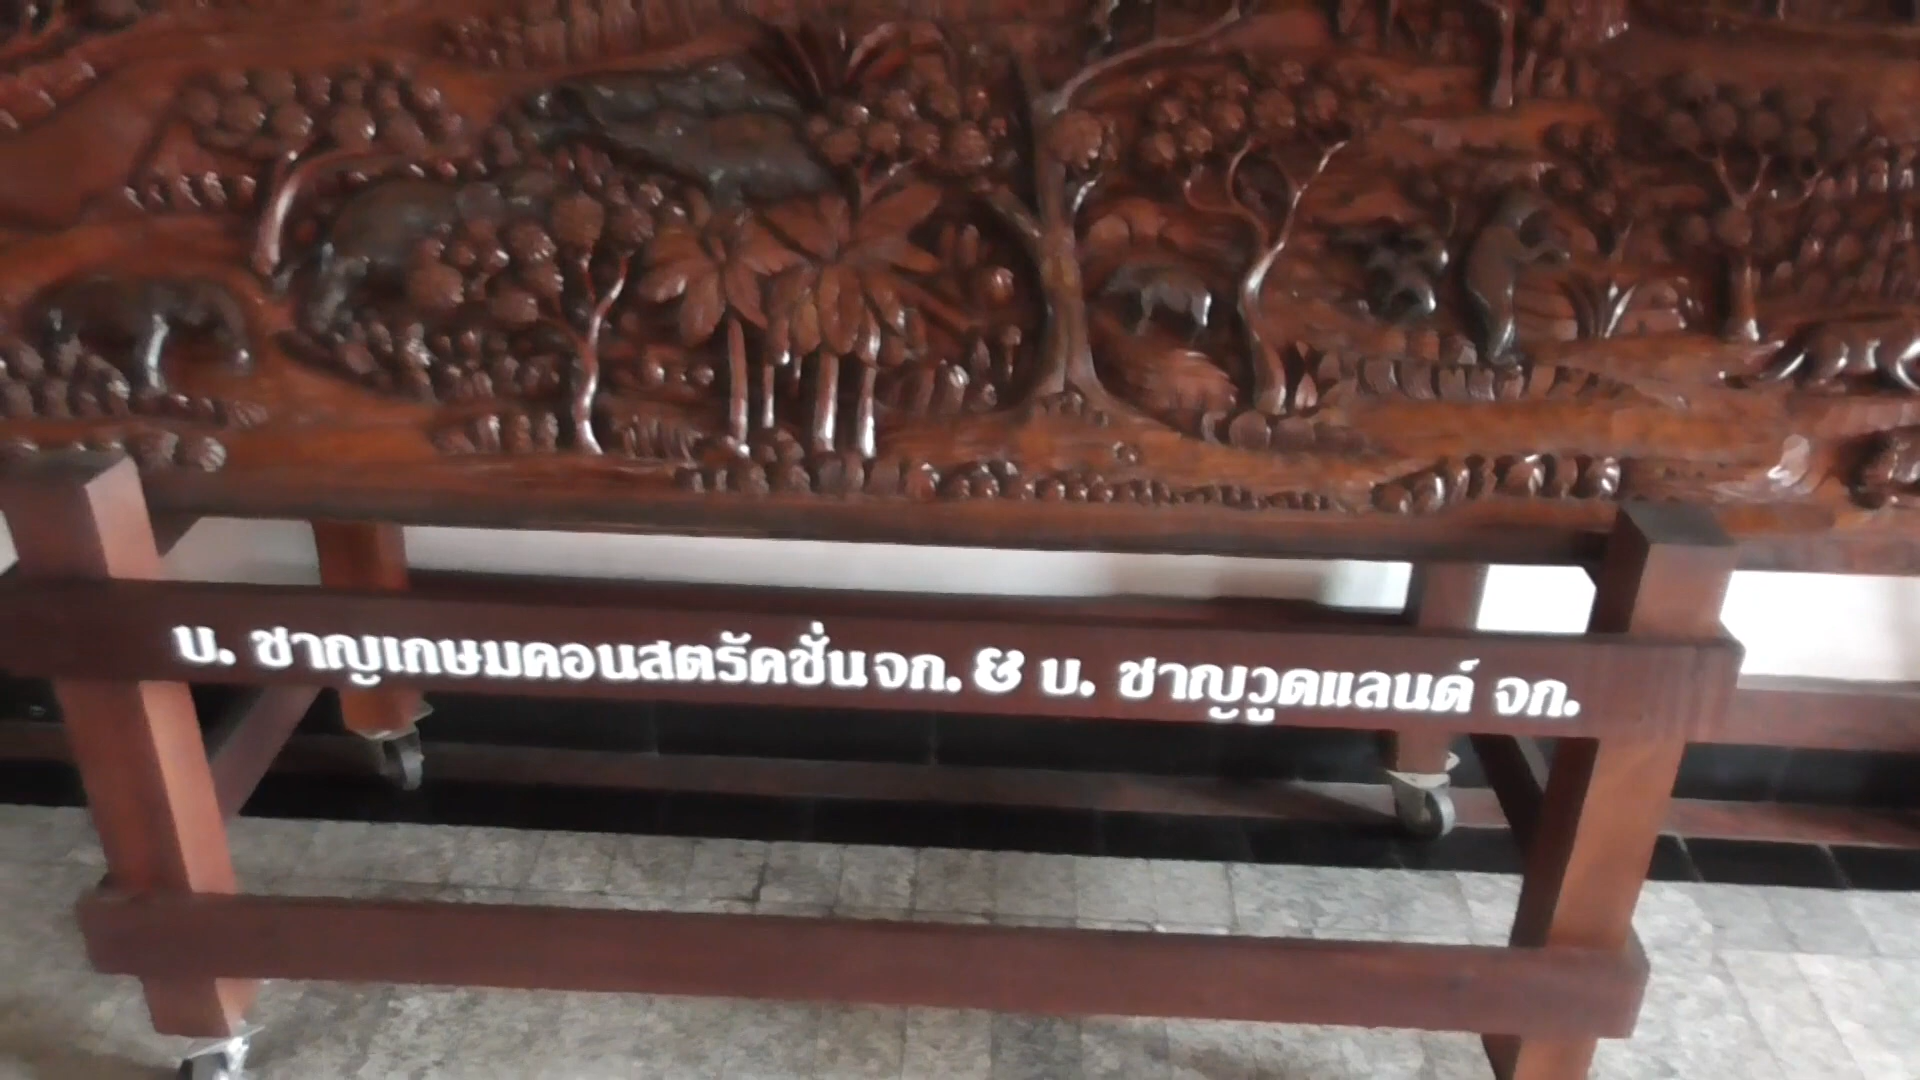 บ. ชาญเกษมคอนสตรัคชั่นจก. & บ. ชาญวูดแลนด์ จก.